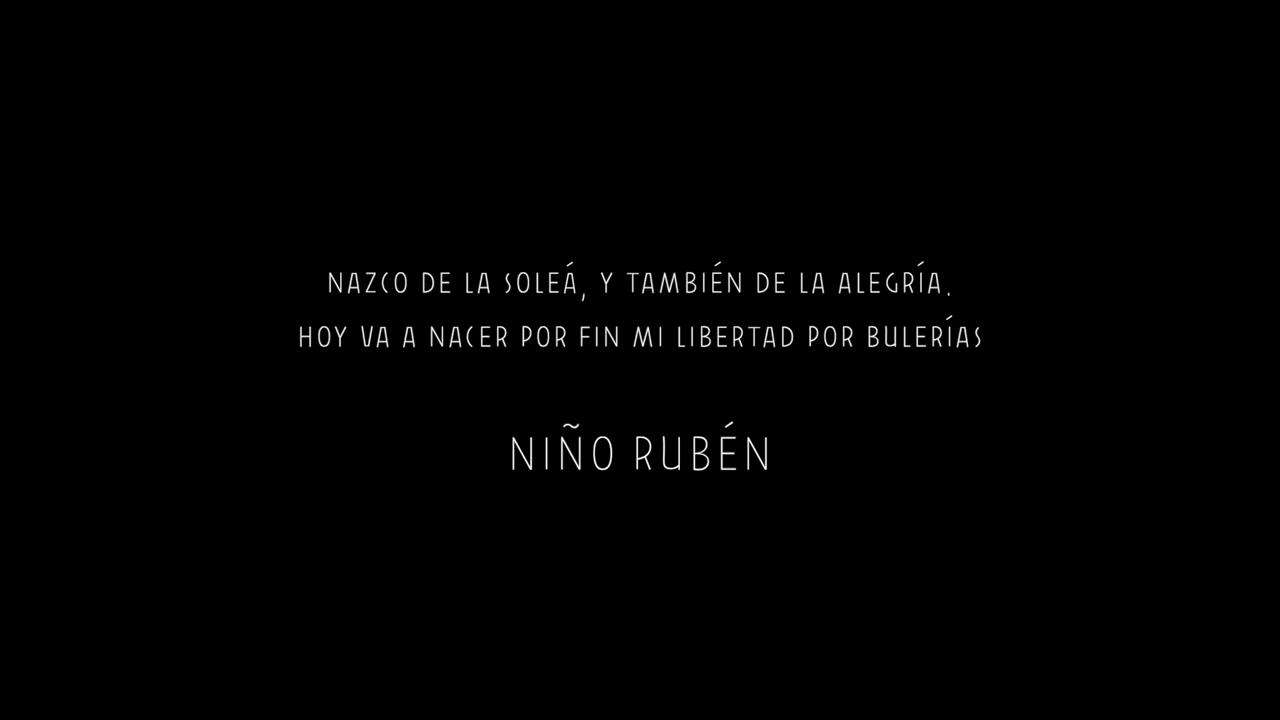 NAZCO DE LA SOLEÁ, Y TAMBIÉN DE LA ALEGRÍA.
HOY VA A NACER POR FIN MI LIBERTAD POR BULERÍAS
NIÑO RUBÉN